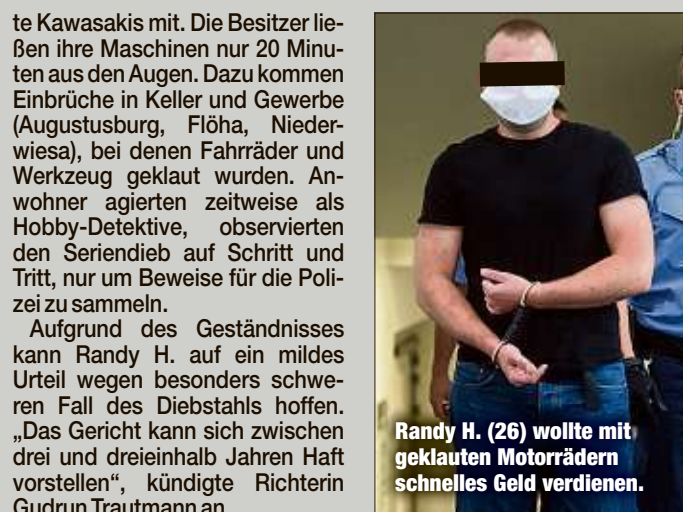 te Kawasakis mit. Die Besitzer lie-
ßen ihre Maschinen nur 20 Minu-
ten aus den Augen. Dazu kommen
Einbrüche in Keller und Gewerbe
(Augustusburg, Flöha, Nieder-
wiesa), bei denen Fahrräder und
Werkzeug geklaut wurden. An-
wohner agierten zeitweise als
Hobby-Detektive, observierten
den Seriendieb auf Schritt und
Tritt, nur um Beweise für die Poli-
zei zu sammeln.
Aufgrund des Geständnisses
kann Randy H. auf ein mildes
Urteil wegen besonders schwe-
ren Fall des Diebstahls hoffen.
„Das Gericht kann sich zwischen
drei und dreieinhalb Jahren Haft
vorstellen“, kündigte Richterin
Gudrun Trautmann an.
Randy H. (26) wollte mit
geklauten Motorrädern
schnelles Geld verdienen.